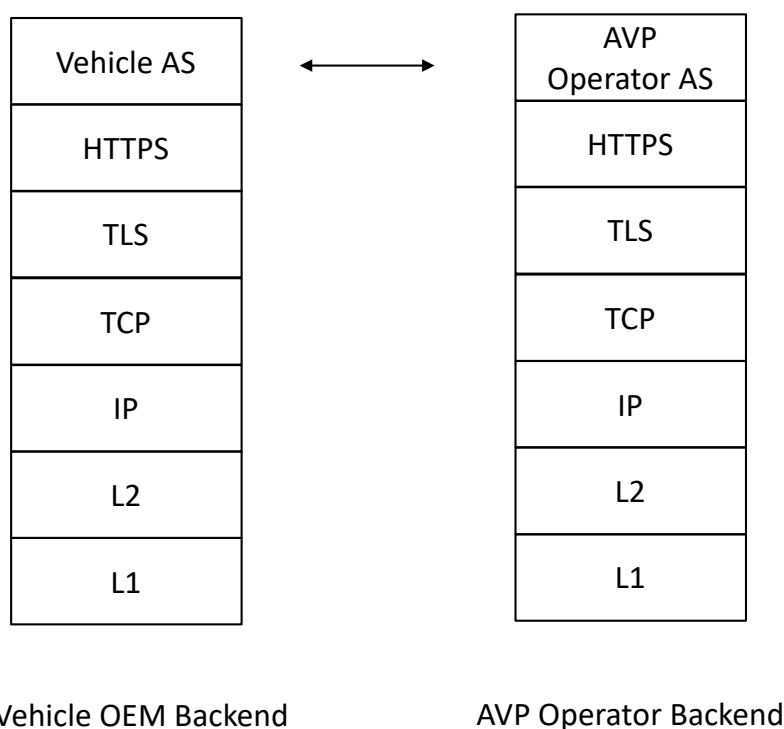 Vehicle AS
HTTPS
TLS
TCP
IP
L2
L1
Vehicle OEM Backend
AVP
Operator AS
HTTPS
TLS
TCP
IP
L2
L1
AVP Operator Backend